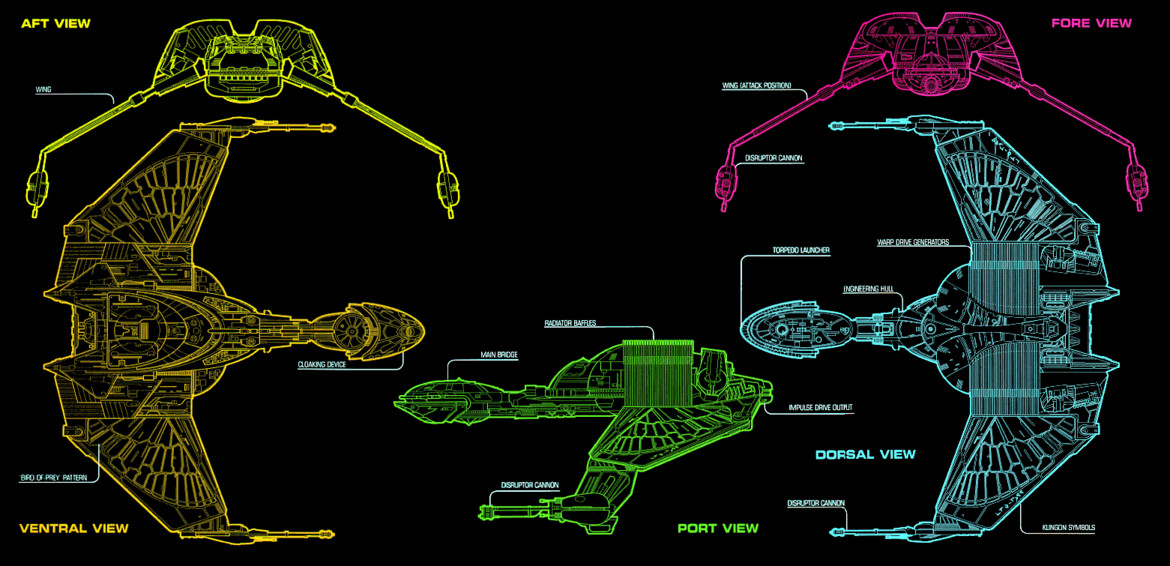 AFT VIEW
FORE VIEW
WING
WING (ATTACK POSITION)
DISRUPTOR CANNON
TORPEDO LAUNCHER
WARP DRIVE GENERATORS
ENGINEERING HULL
RADIATOR BAFFLES
MAIN BRIDGE
CLOAKING DEVICE
IMPULSE DRIVE OUTPUT
DORSAL VIEW
BIRD-OF-PREY PATTERN
DISRUPTOR CANNON
DISRUPTOR CANNON
VENTRAL VIEW
PORT VIEW
KLINGON SYMBOLS